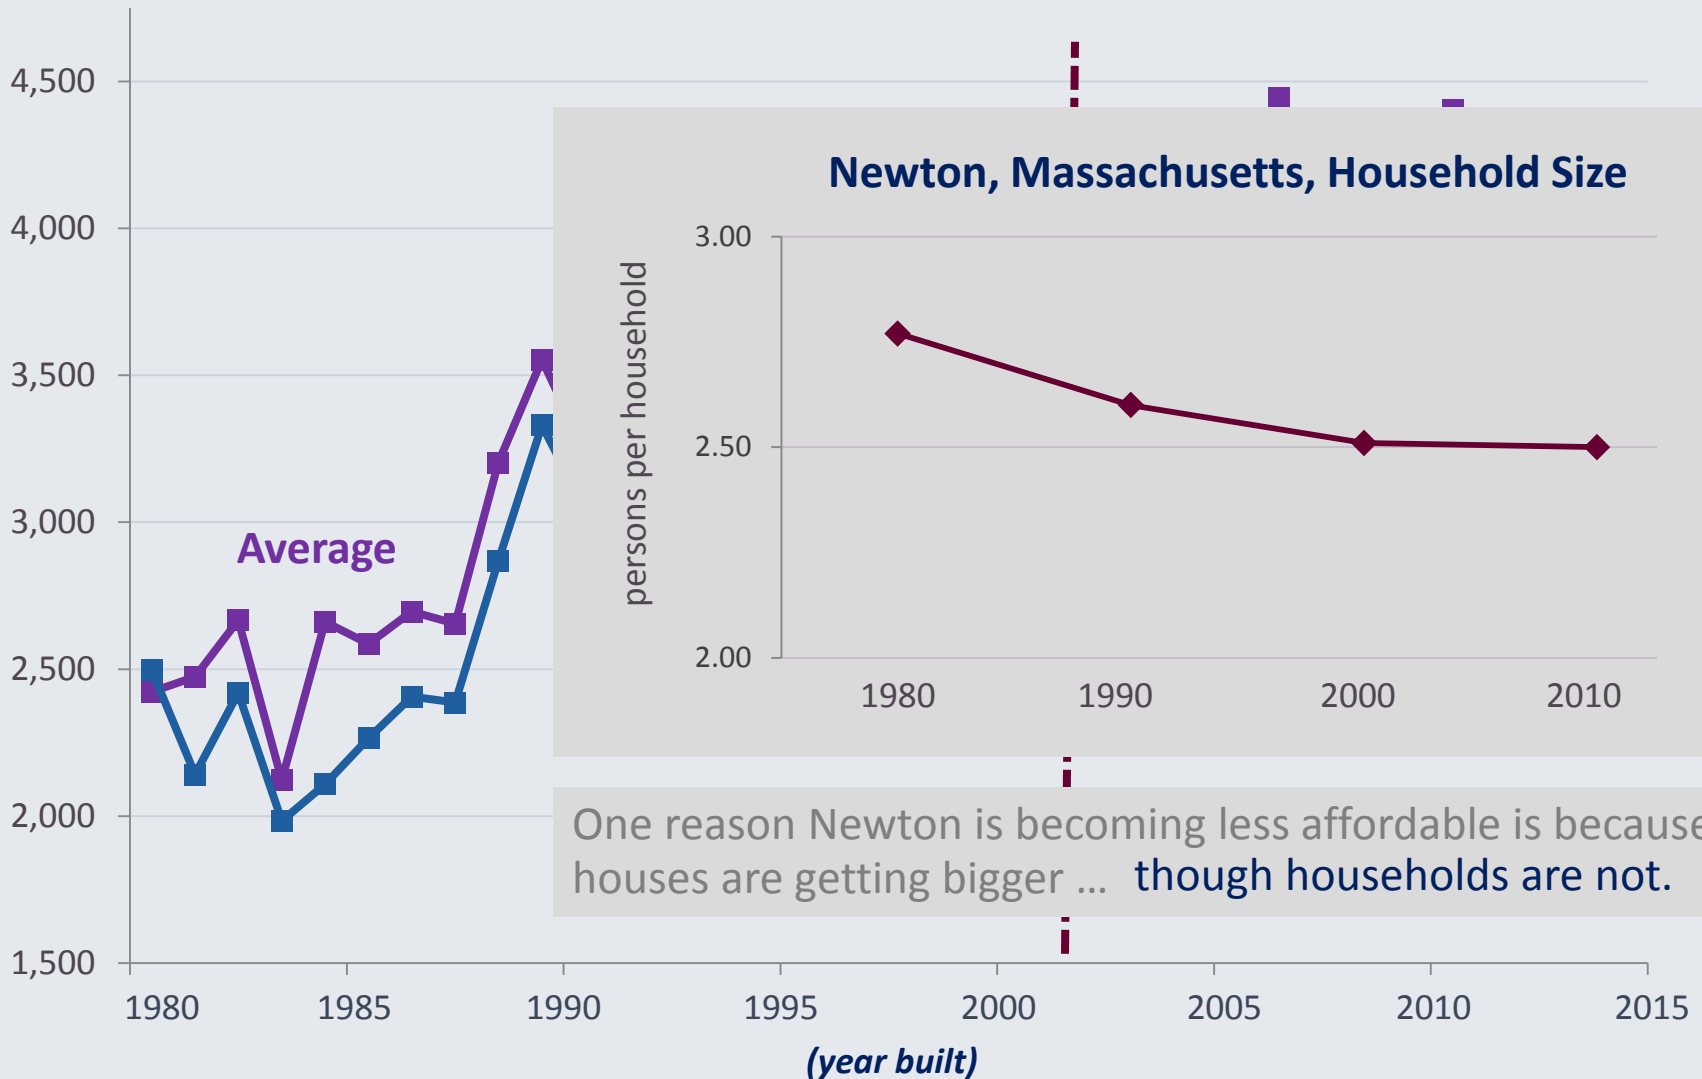 4,500
4,000
3,500
3,000
2,500
2,000
1,500
Average
1980 1985 1990 1995 2000 2005 2010 2015
(year built)
Newton, Massachusetts, Household Size
persons per household
3.00
2.50
2.00
1980 1990 2000 2010
One reason Newton is becoming less affordable is because
houses are getting bigger ... though households are not.